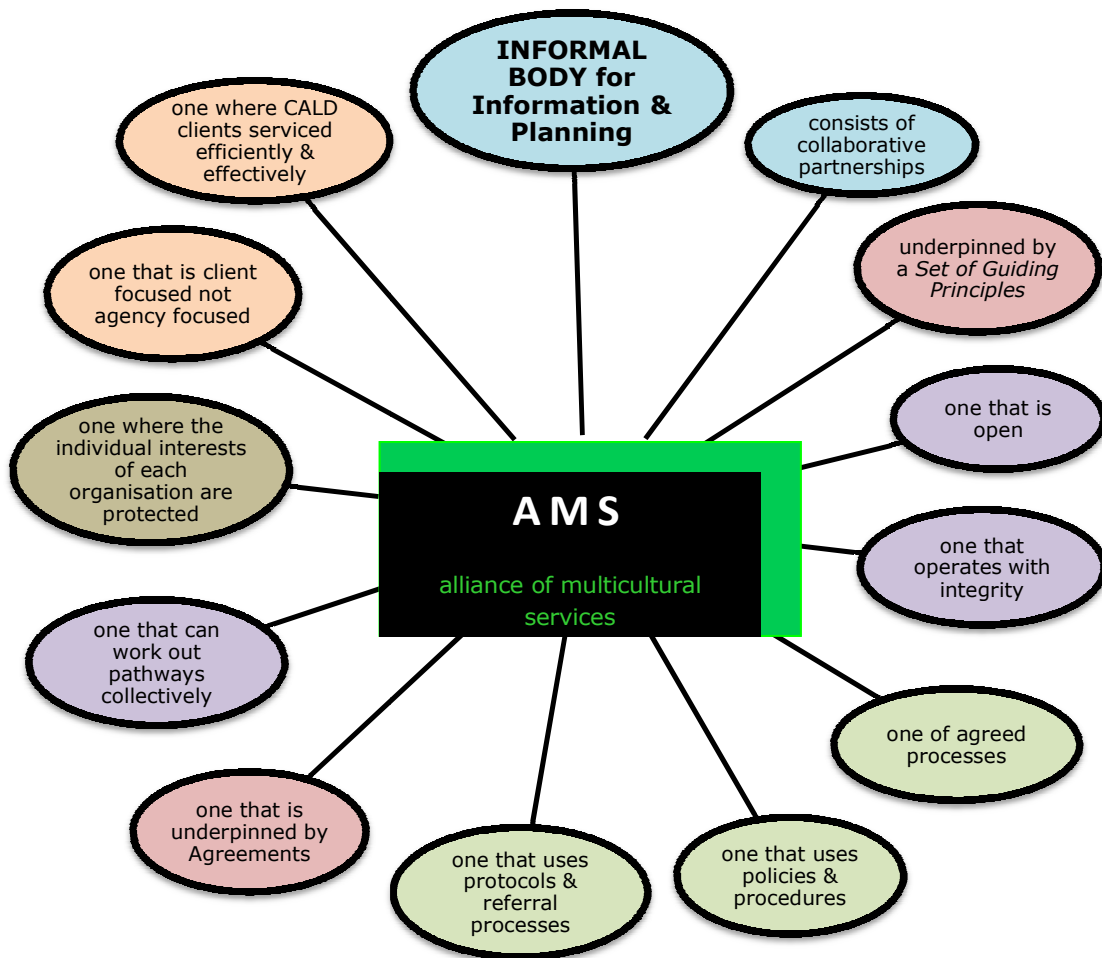 INFORMAL
BODY for
Information &
Planning
one where CALD
clients serviced
efficiently &
effectively
consists of
collaborative
partnerships
underpinned by
a Set of Guiding
Principles
one that is client
focused not
agency focused
one that is
open
one where the
individual interests
of each
organisation are
protected
AMS
alliance of multicultural
services
one that
operates with
integrity
one that can
work out
pathways
collectively
one of agreed
processes
one that is
underpinned by
Agreements
one that uses
protocols &
referral
processes
one that uses
policies &
procedures